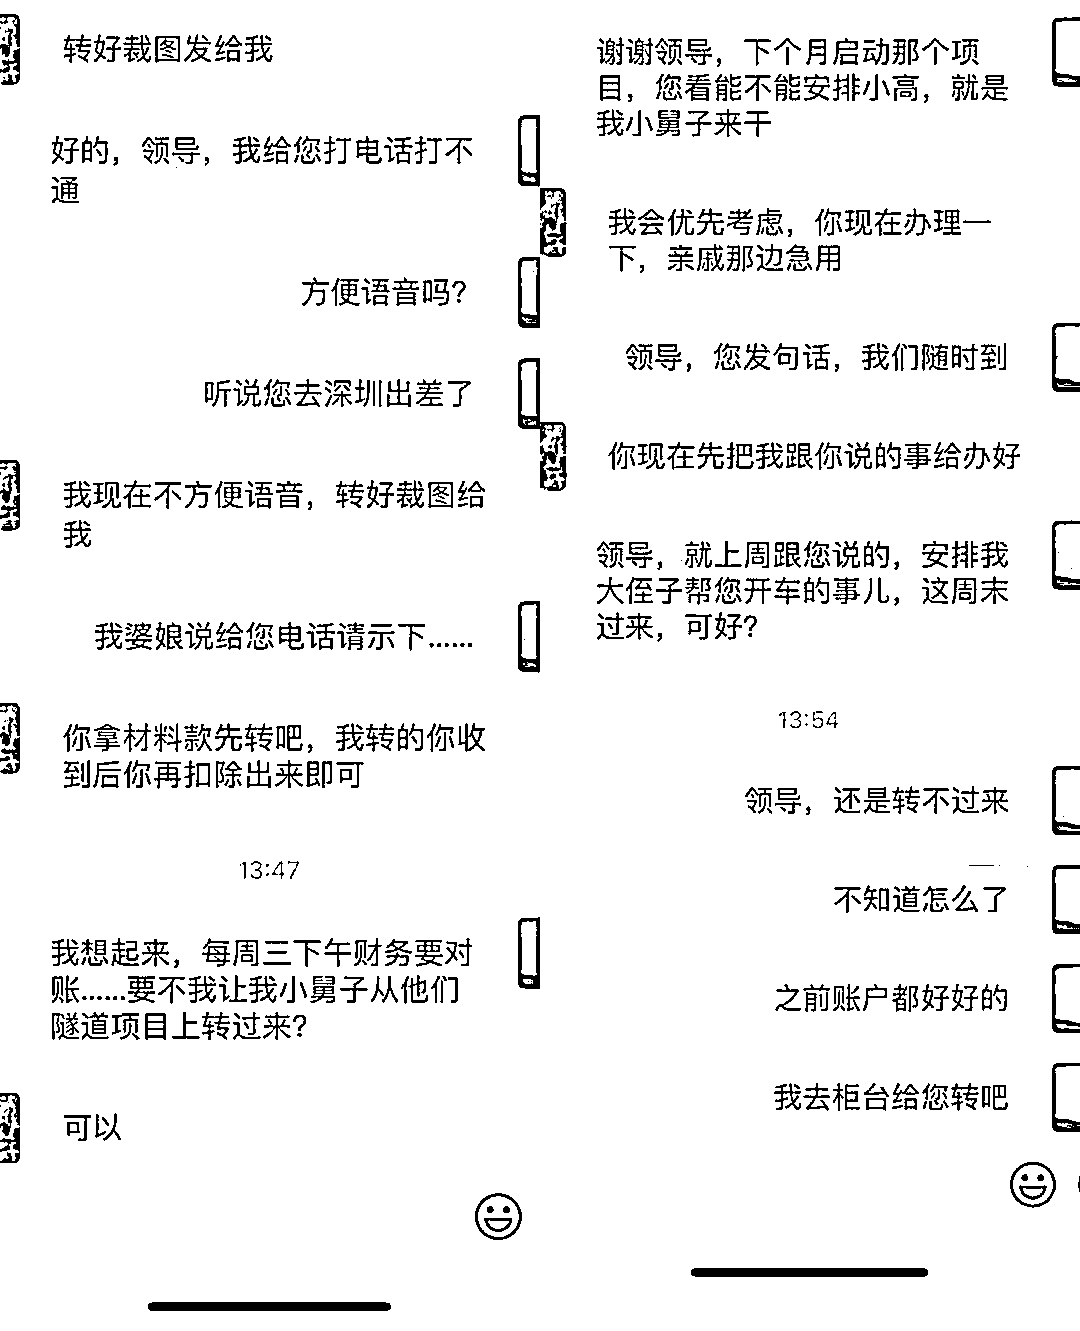 转好裁图发给我
好的，领导，我给您打电话打不
通
方便语音吗？
听说您去深圳出差了
我现在不方便语音，转好裁图给
我
我婆娘说给您电话请示下……
你拿材料款先转吧，我转的你收
到后你再扣除出来即可
13:47
我想起来，每周三下午财务要对
账……要不我让我小舅子从他们
隧道项目上转过来？
可以
谢谢领导，下个月启动那个项
目，您看能不能安排小高，就是
我小舅子来干
我会优先考虑，你现在办理一
下，亲戚那边急用
领导，您发句话，我们随时到
你现在先把我跟你说的事给办好
领导，就上周跟您说的，安排我
大侄子帮您开车的事儿，这周末
过来，可好？
13:54
领导，还是转不过来
不知道怎么了
之前账户都好好的
我去柜台给您转吧